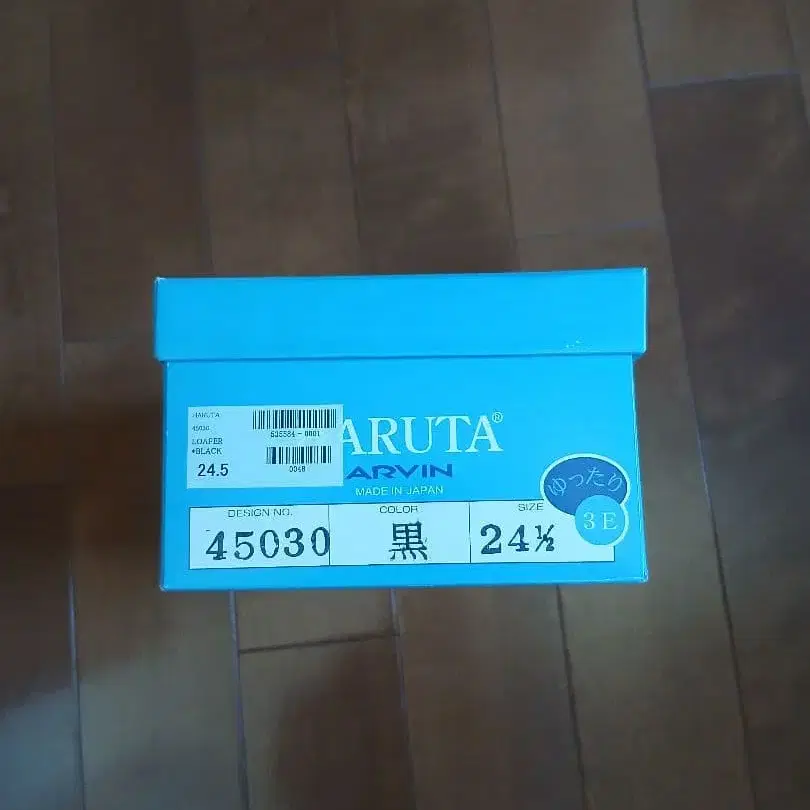 HARUTA
45030
LOAFER
*BLACK
24.5
535584-0001
0048
ARUTA®
ARVIN
MADE IN JAPAN
ゆったり
3E
DESIGN NO.
COLOR
SIZE
45030
黒
24½